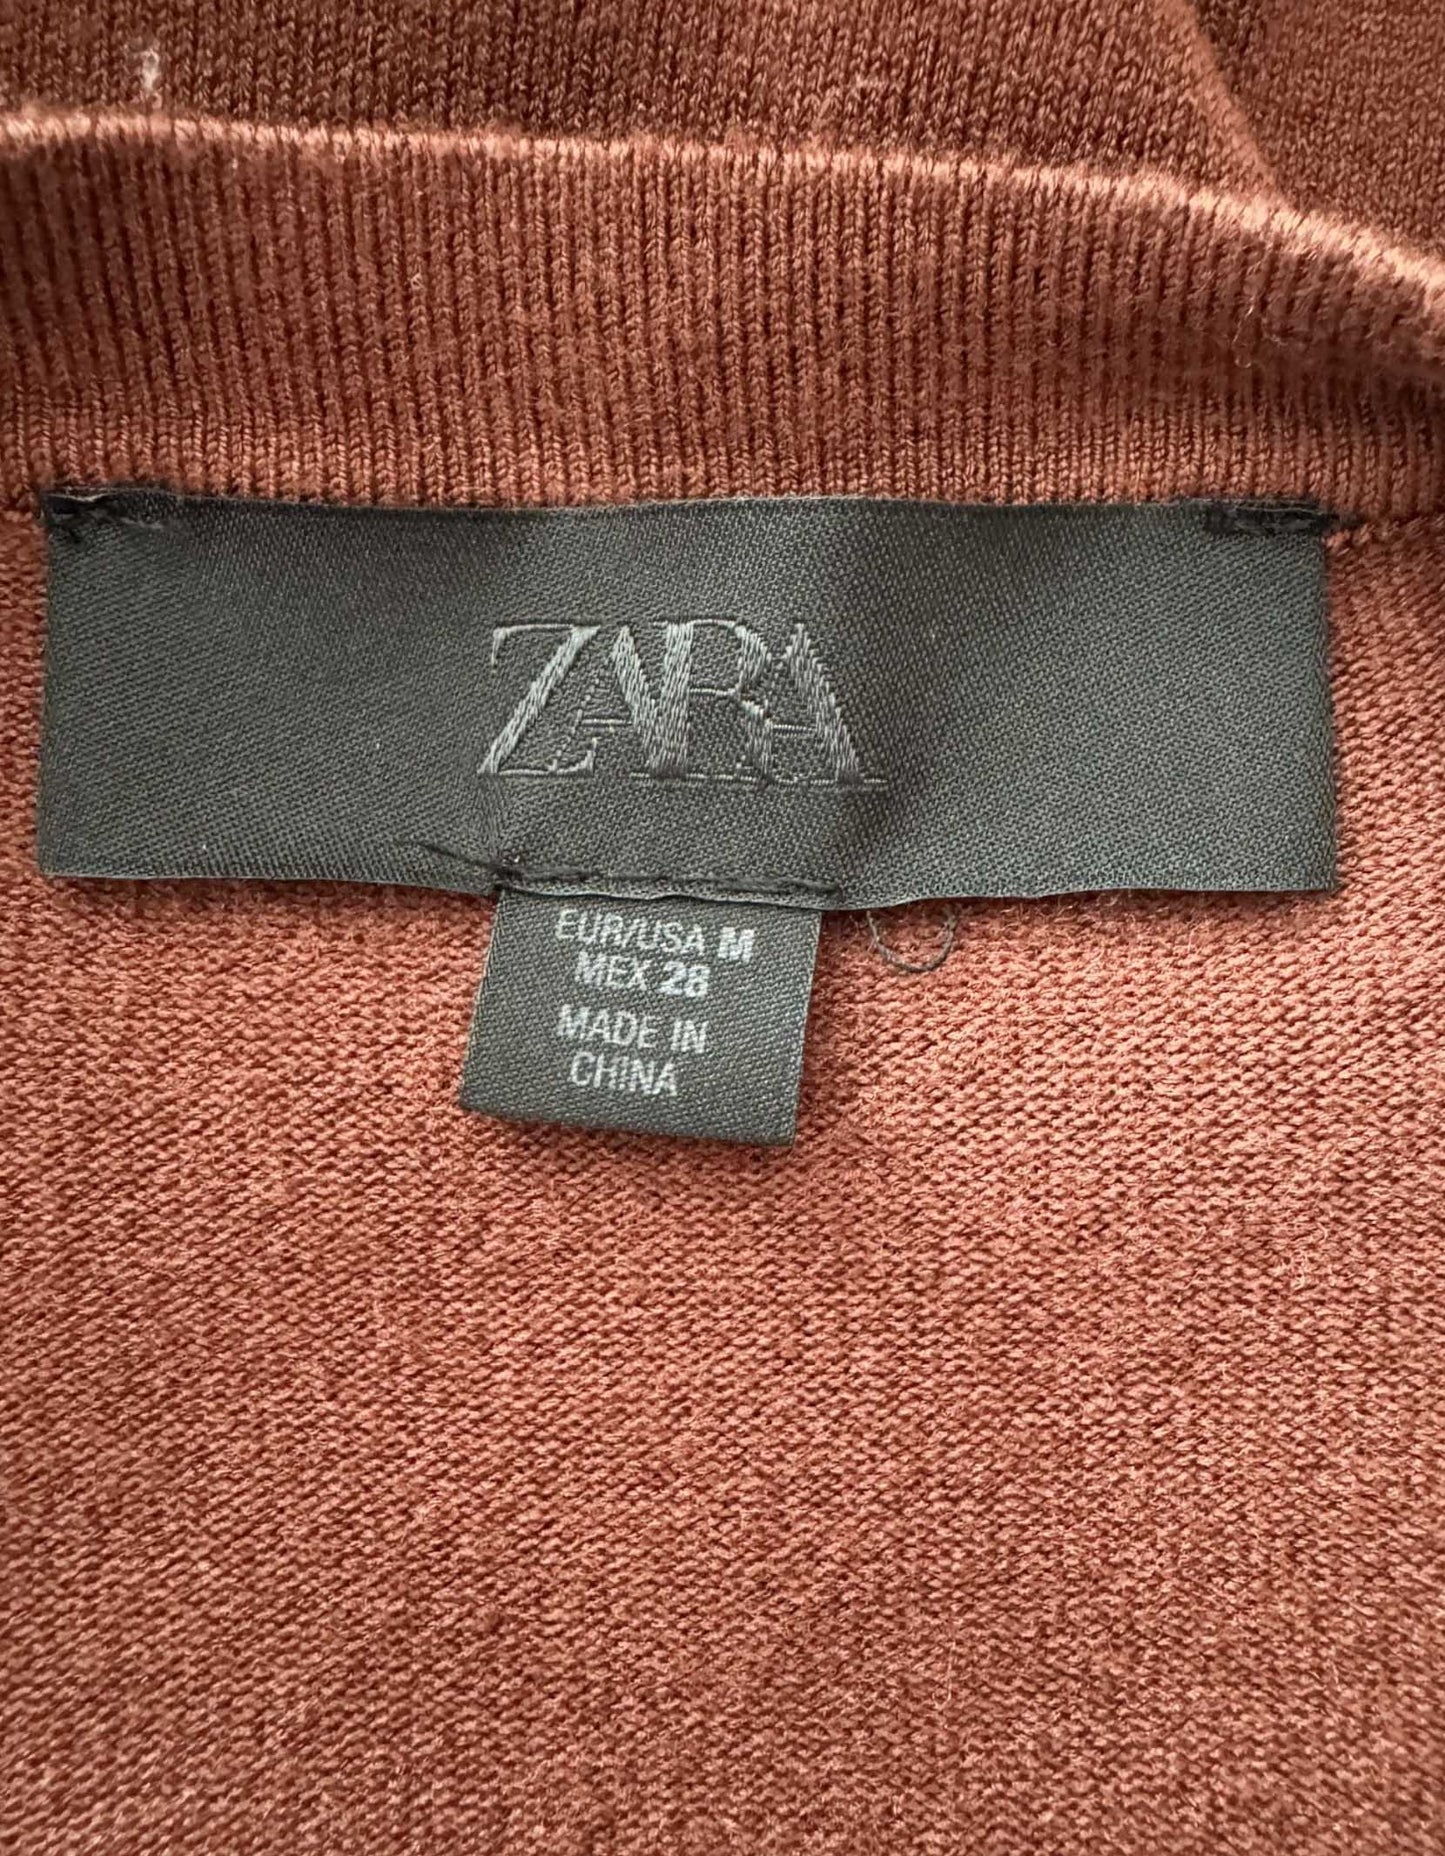 ZARA
EUR/USA M
MEX 28
MADE IN
CHINA